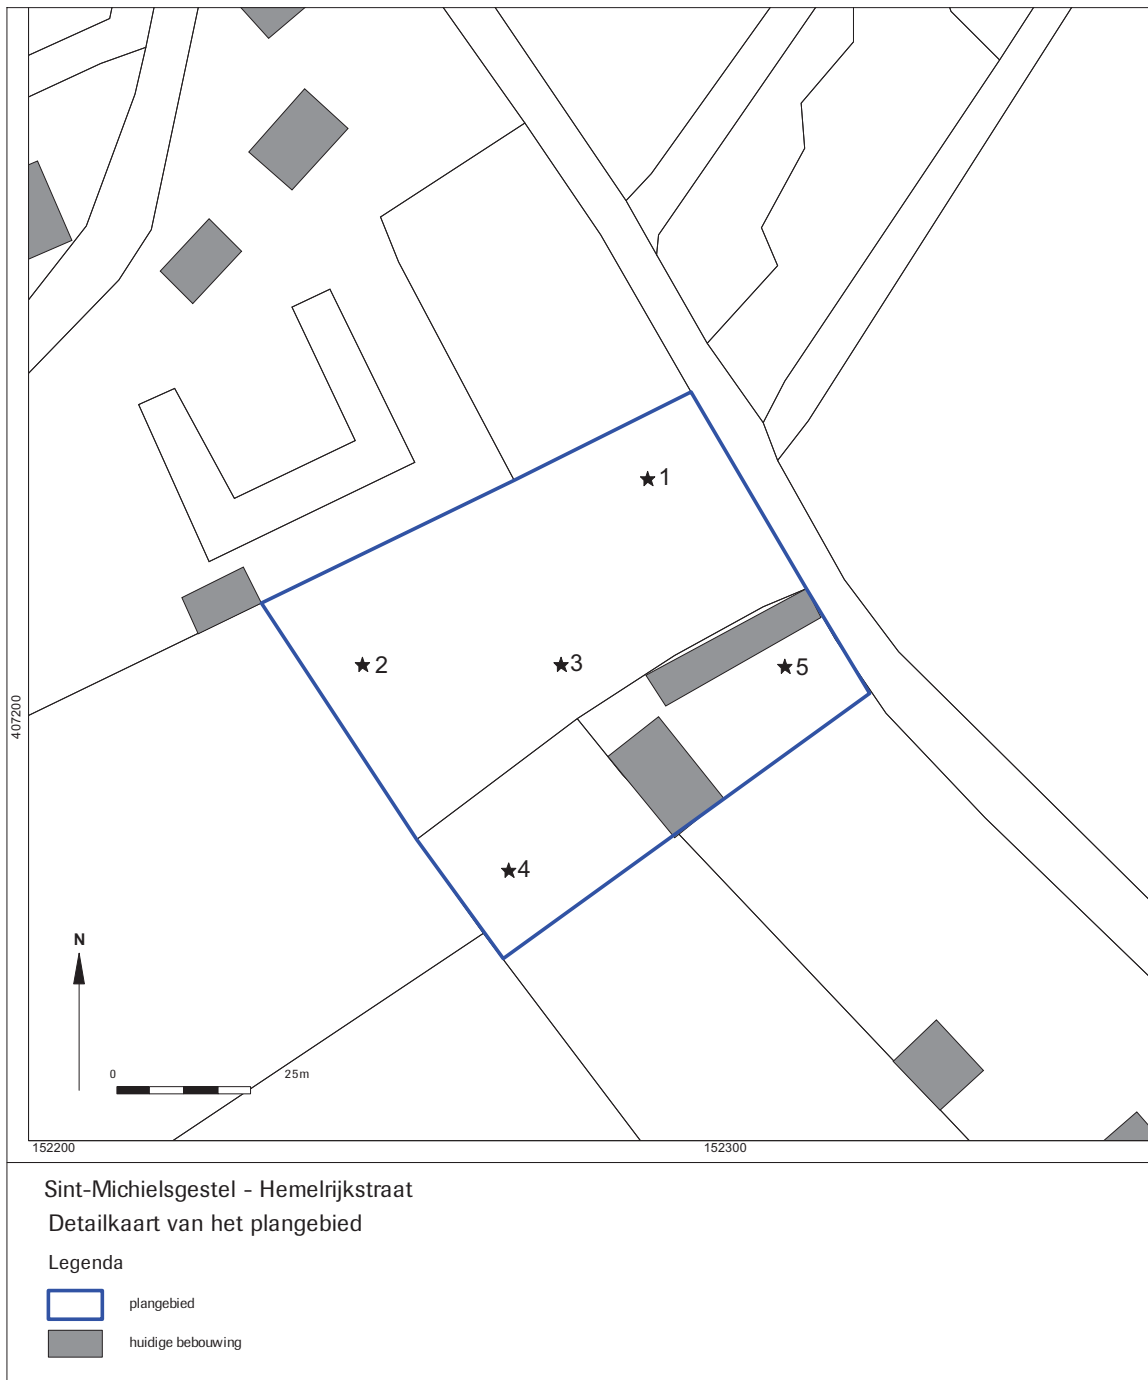 1
2
3
5
407200
4
N
0
25m
152200
152300
Sint-Michielsgestel - Hemelrijkstraat
Detailkaart van het plangebied
Legenda
plangebied
huidige bebouwing